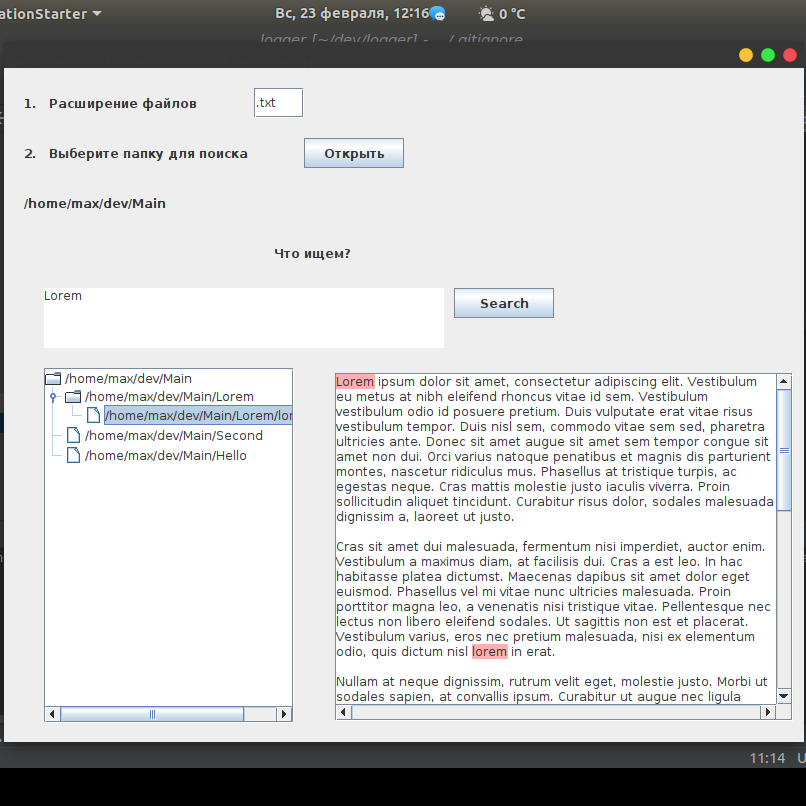 ationStarter
Вс, 23 февраля, 12:16
0 °C
logger [~/dev/logger] - .../.gitignore
1. Расширение файлов
.txt
2. Выберите папку для поиска
Открыть
/home/max/dev/Main
Что ищем?
Lorem
Search
/home/max/dev/Main
/home/max/dev/Main/Lorem
/home/max/dev/Main/Lorem/lor
/home/max/dev/Main/Second
/home/max/dev/Main/Hello
Lorem ipsum dolor sit amet, consectetur adipiscing elit. Vestibulum
eu metus at nibh eleifend rhoncus vitae id sem. Vestibulum
vestibulum odio id posuere pretium. Duis vulputate erat vitae risus
vestibulum tempor. Duis nisl sem, commodo vitae sem sed, pharetra
ultricies ante. Donec sit amet augue sit amet sem tempor congue sit
amet non dui. Orci varius natoque penatibus et magnis dis parturient
montes, nascetur ridiculus mus. Phasellus at tristique turpis, ac
egestas neque. Cras mattis molestie justo iaculis viverra. Proin
sollicitudin aliquet tincidunt. Curabitur risus dolor, sodales malesuada
dignissim a, laoreet ut justo.
Cras sit amet dui malesuada, fermentum nisi imperdiet, auctor enim.
Vestibulum a maximus diam, at facilisis dui. Cras a est leo. In hac
habitasse platea dictumst. Maecenas dapibus sit amet dolor eget
euismod. Phasellus vel mi vitae nunc ultricies malesuada. Proin
porttitor magna leo, a venenatis nisi tristique vitae. Pellentesque nec
lectus non libero eleifend sodales. Ut sagittis non est et placerat.
Vestibulum varius, eros nec pretium malesuada, nisi ex elementum
odio, quis dictum nisl lorem in erat.
Nullam at neque dignissim, rutrum velit eget, molestie justo. Morbi ut
sodales sapien, at convallis ipsum. Curabitur ut augue nec ligula
11:14
U